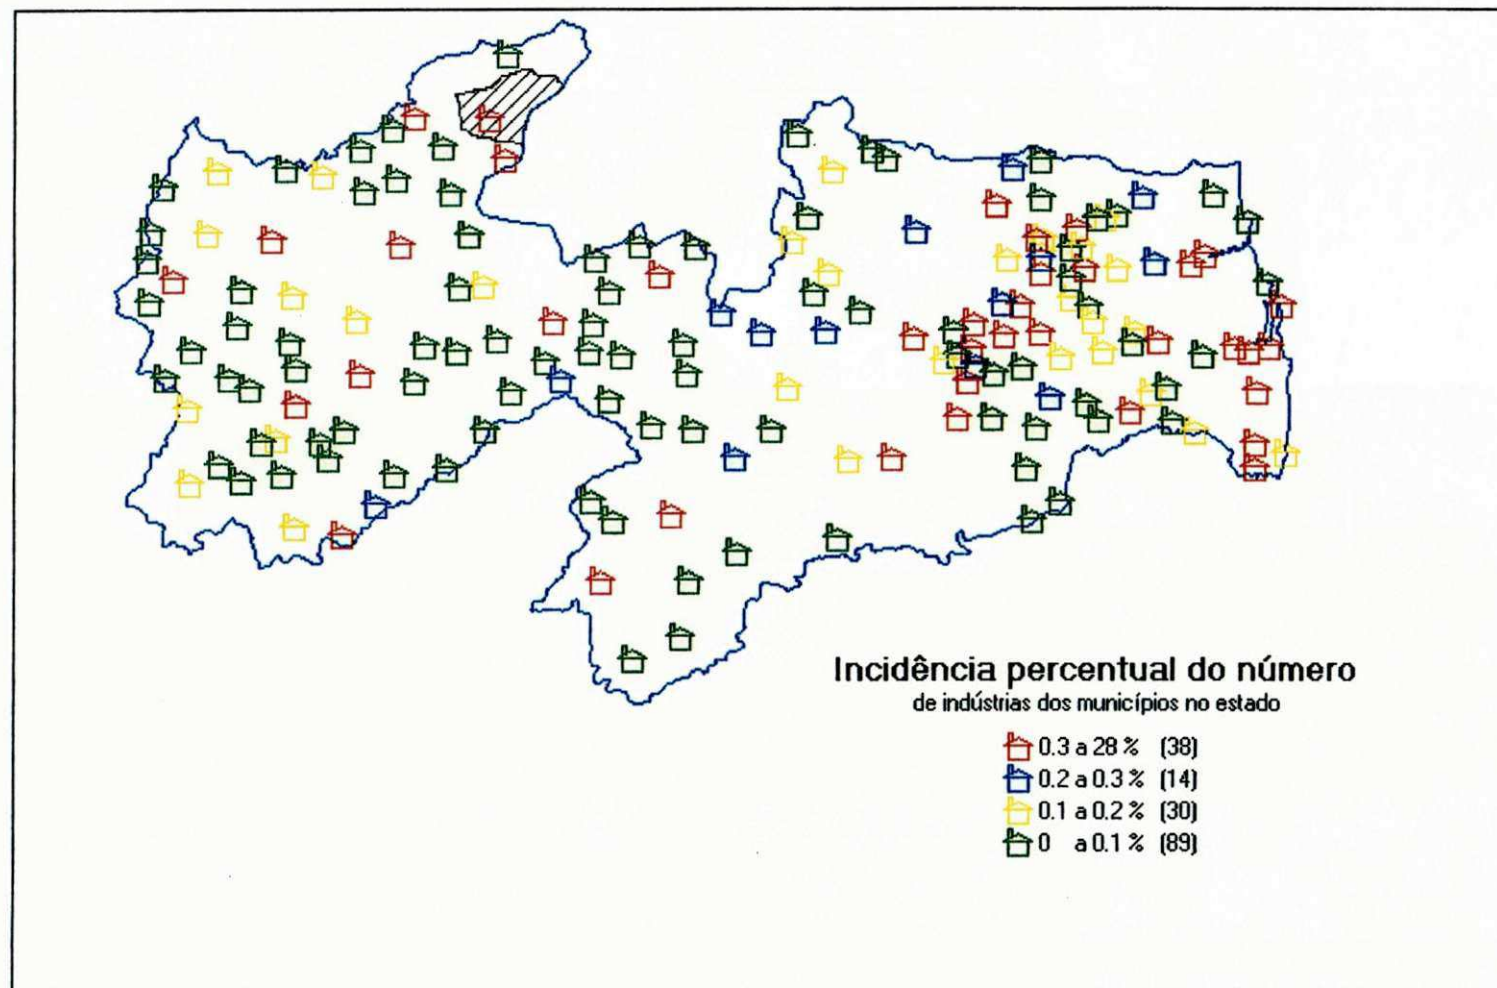 Incidência percentual do número
de indústrias dos municípios no estado
0.3 a 28 % (38)
0.2 a 0.3 % (14)
0.1 a 0.2 % (30)
0 a 0.1 % (89)